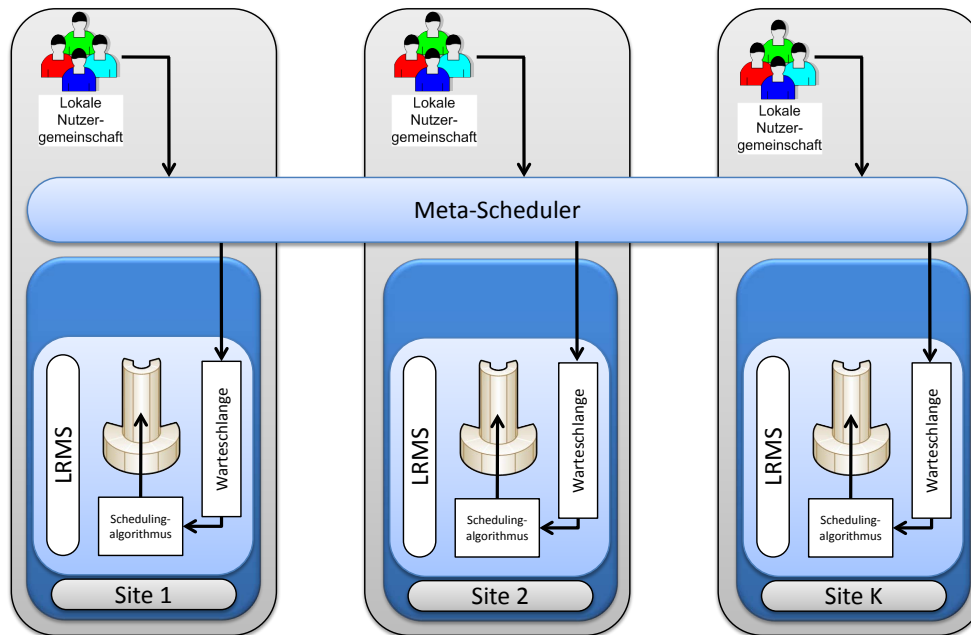 Lokale
Nutzer-
gemeinschaft
Lokale
Nutzer-
gemeinschaft
Lokale
Nutzer-
gemeinschaft
Meta-Scheduler
LRMS
Warteschlange
Scheduling-
algorithmus
Site 1
LRMS
Warteschlange
Scheduling-
algorithmus
Site 2
LRMS
Warteschlange
Scheduling-
algorithmus
Site K